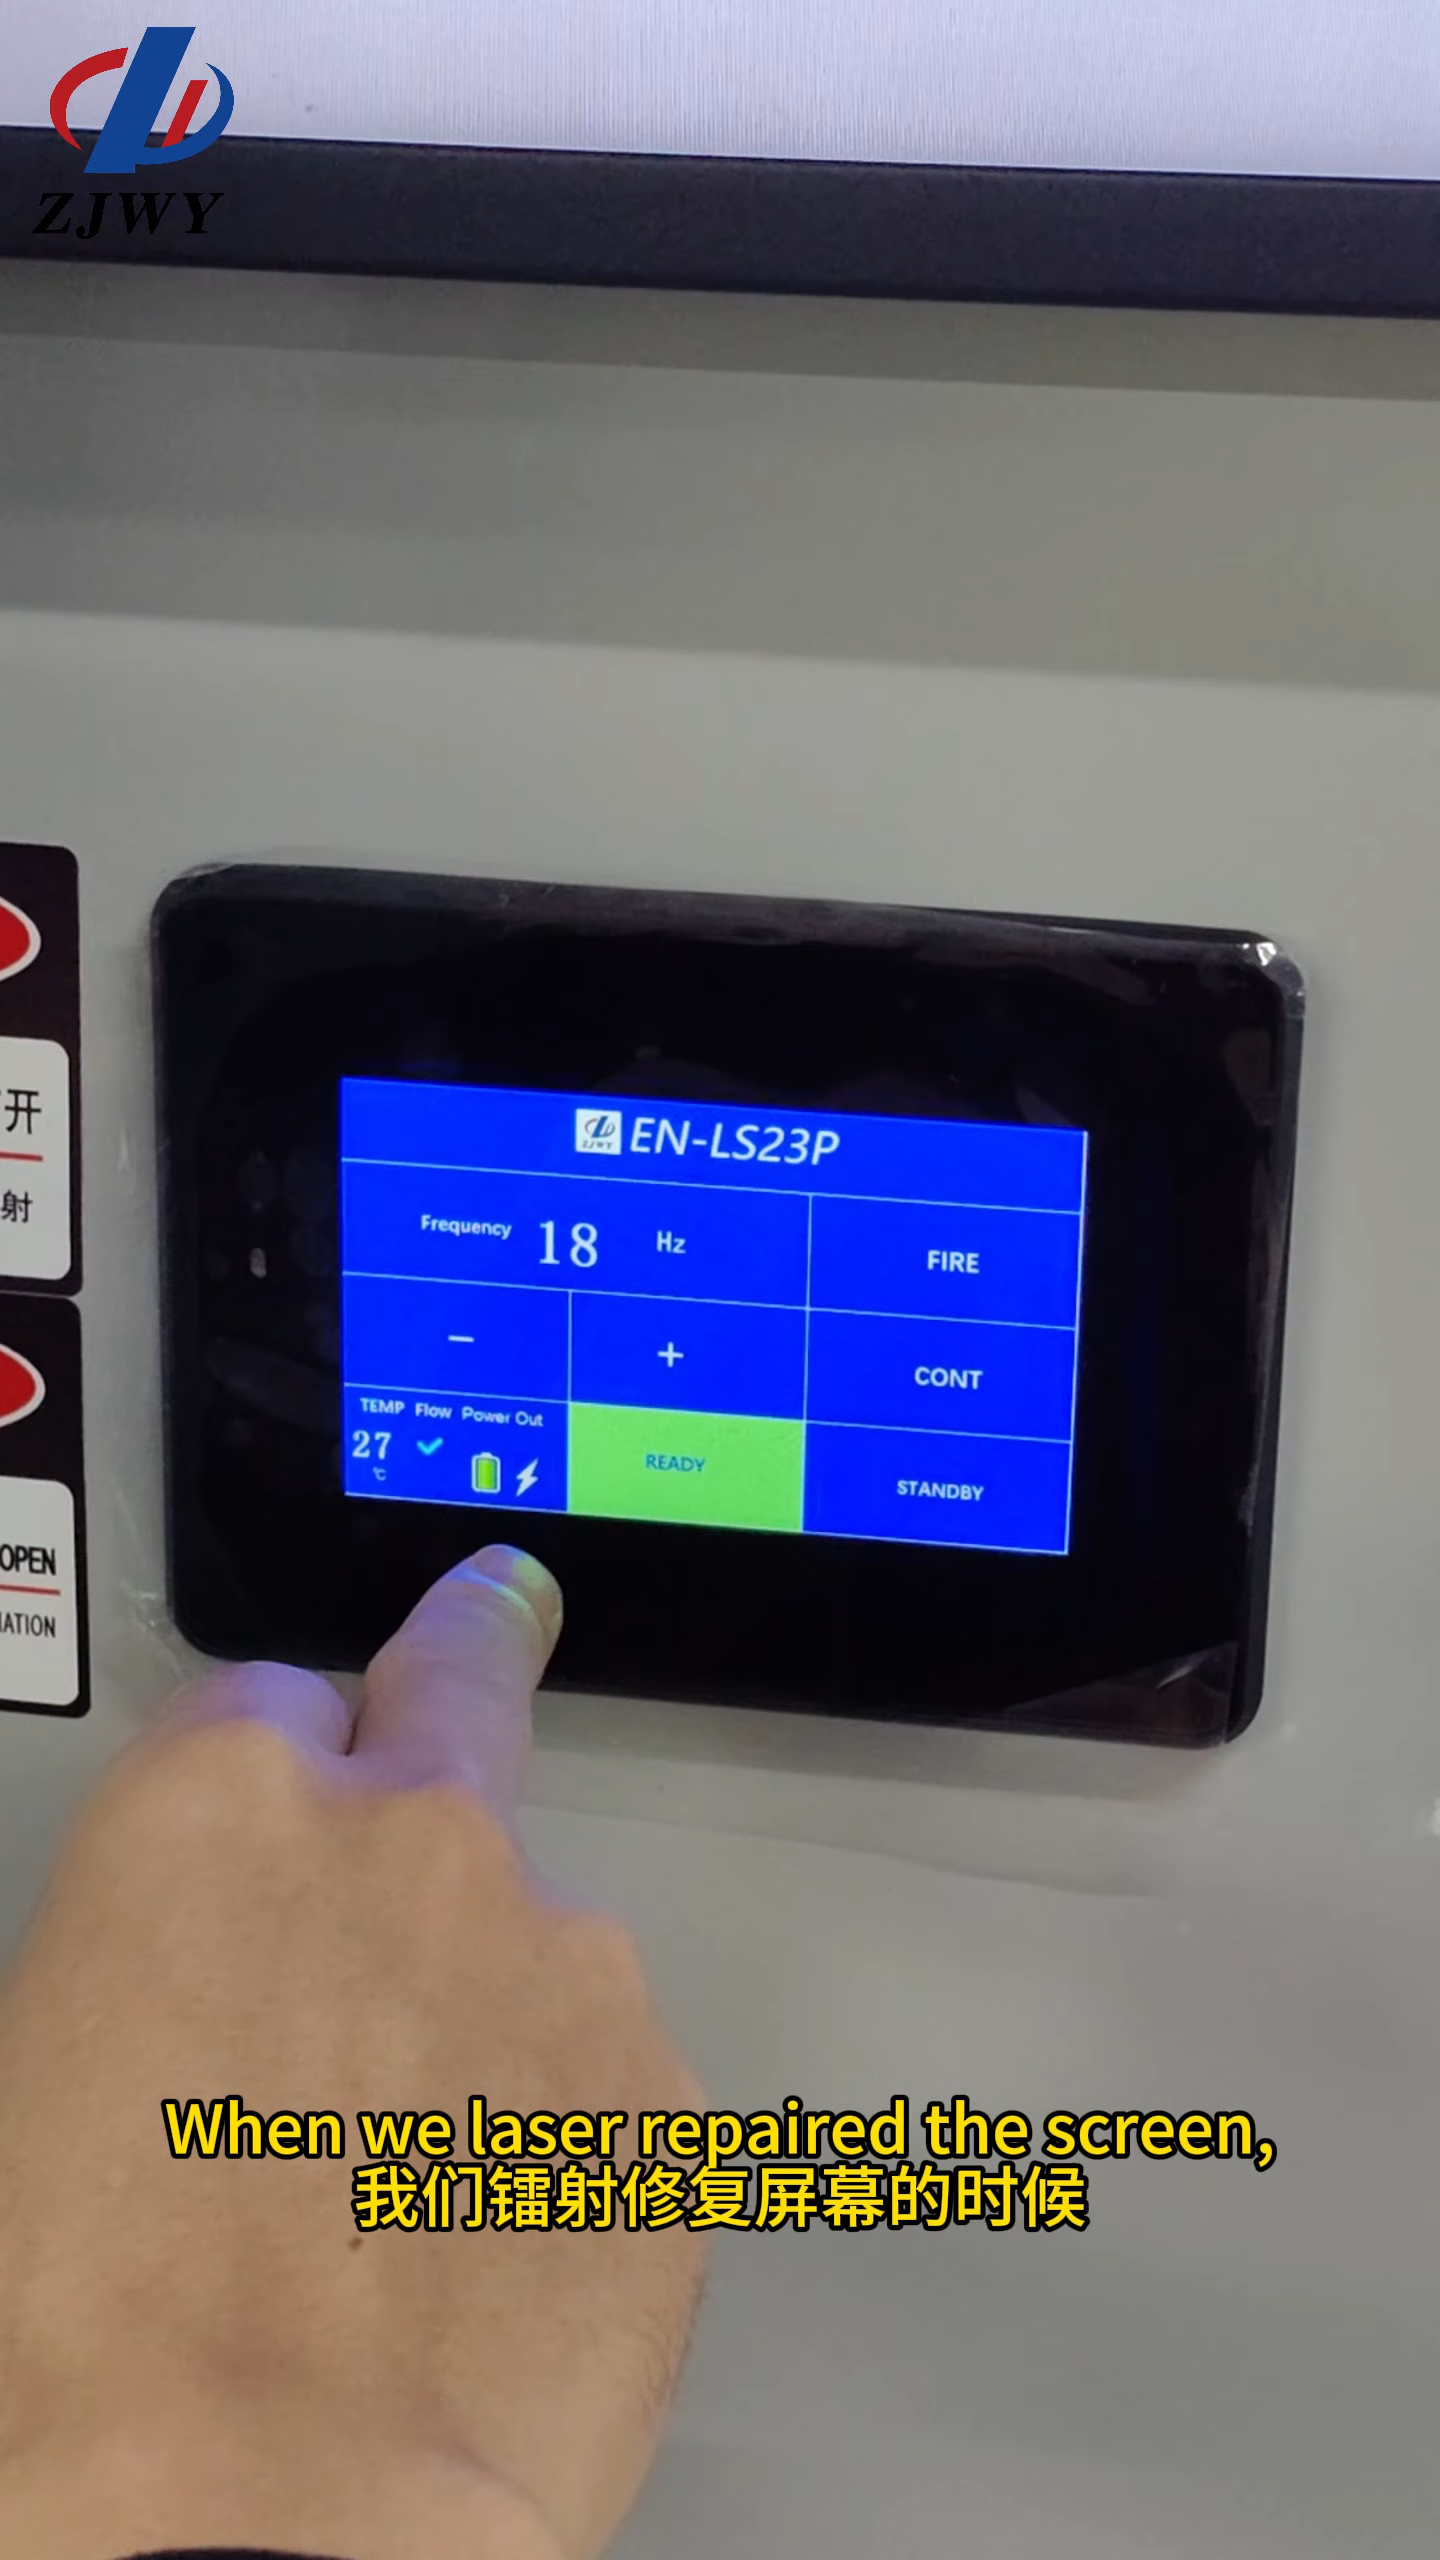 ZJWY
开
射
OPEN
ZJWY EN-LS23P
Frequency 18 Hz
FIRE
− +
CONT
TEMP Flow Power Out
27
℃
READY
STANDBY
When we laser repaired the screen,
我们镭射修复屏幕的时候